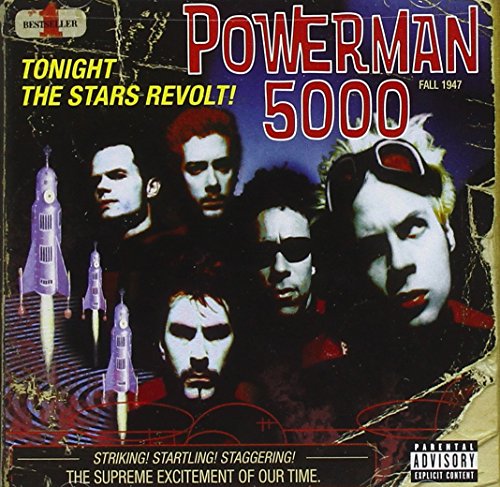 1
BESTSELLER
POWERMAN
5000
FALL 1947
TONIGHT
THE STARS REVOLT!
STRIKING! STARTLING! STAGGERING!
THE SUPREME EXCITEMENT OF OUR TIME.
PARENTAL
ADVISORY
EXPLICIT CONTENT